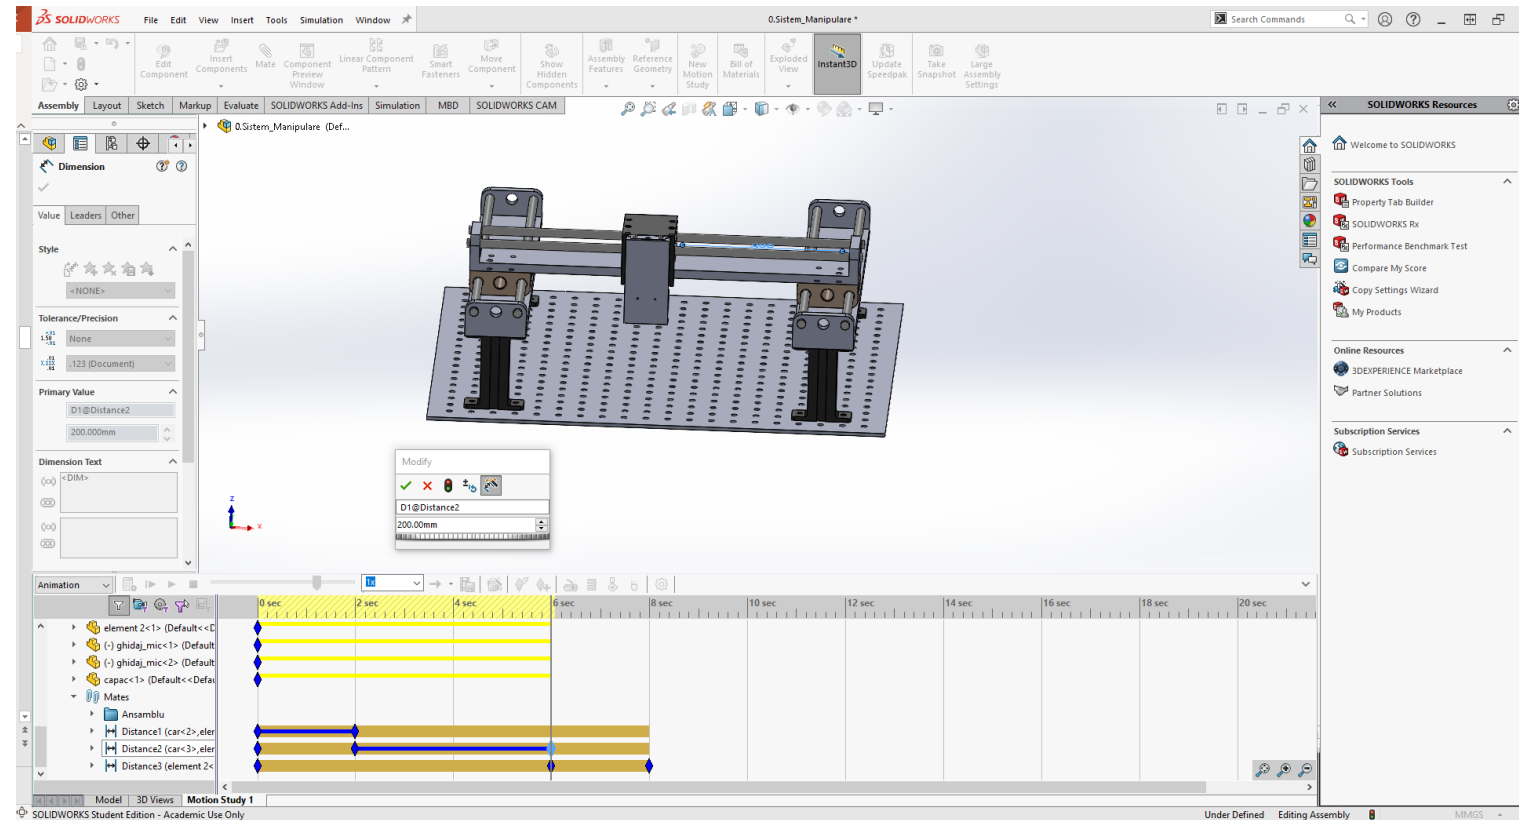 SOLIDWORKS File Edit View Insert Tools Simulation Window
0.Sistem_Manipulare *
Search Commands
Edit Component
Insert Components
Mate
Component Preview Window
Linear Component Pattern
Smart Fasteners
Move Component
Show Hidden Components
Assembly Features
Reference Geometry
New Motion Study
Bill of Materials
Exploded View
Instant3D
Update Speedpak
Take Snapshot
Large Assembly Settings
Assembly Layout Sketch Markup Evaluate SOLIDWORKS Add-Ins Simulation MBD SOLIDWORKS CAM
0.Sistem_Manipulare (Def...
Dimension
Value Leaders Other
Style
<NONE>
Tolerance/Precision
None
.123 (Document)
Primary Value
D1@Distance2
200.000mm
Dimension Text
<DIM>
z
x
Modify
D1@Distance2
200.00mm
SOLIDWORKS Resources
Welcome to SOLIDWORKS
SOLIDWORKS Tools
Property Tab Builder
SOLIDWORKS Rx
Performance Benchmark Test
Compare My Score
Copy Settings Wizard
My Products
Online Resources
3DEXPERIENCE Marketplace
Partner Solutions
Subscription Services
Subscription Services
Animation
1x
0 sec 2 sec 4 sec 6 sec 8 sec 10 sec 12 sec 14 sec 16 sec 18 sec 20 sec
element 2<1> (Default<<D
(-) ghidaj_mic<1> (Default
(-) ghidaj_mic<2> (Default
capac<1> (Default<<Defau
Mates
Ansamblu
Distance1 (car<2>,eler
Distance2 (car<3>,eler
Distance3 (element 2<
Model 3D Views Motion Study 1
SOLIDWORKS Student Edition - Academic Use Only
Under Defined Editing Assembly MMGS